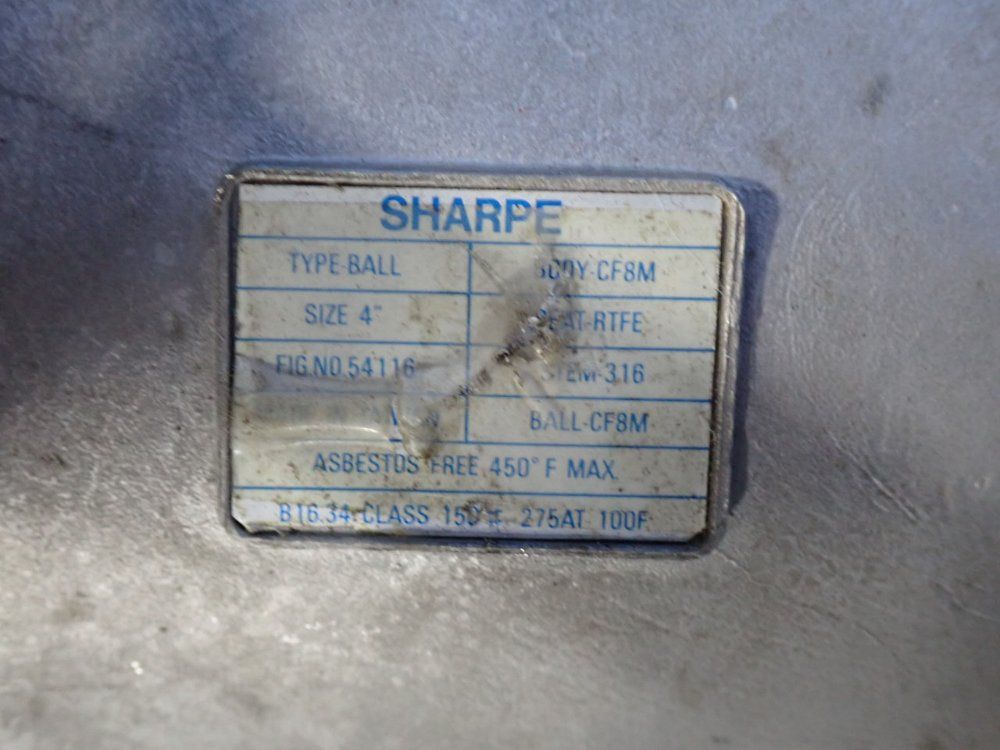 SHARPE
TYPE-BALL BODY-CF8M
SIZE 4" SEAT-RTFE
FIG.NO.54116 STEM-316
BALL-CF8M
ASBESTOS FREE 450°F MAX.
B16.34 CLASS 150# 275AT 100F